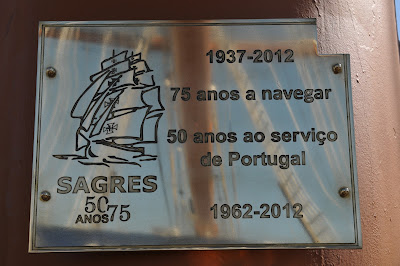 1937-2012
75 anos a navegar
50 anos ao serviço
de Portugal
1962-2012
SAGRES
50
ANOS 75